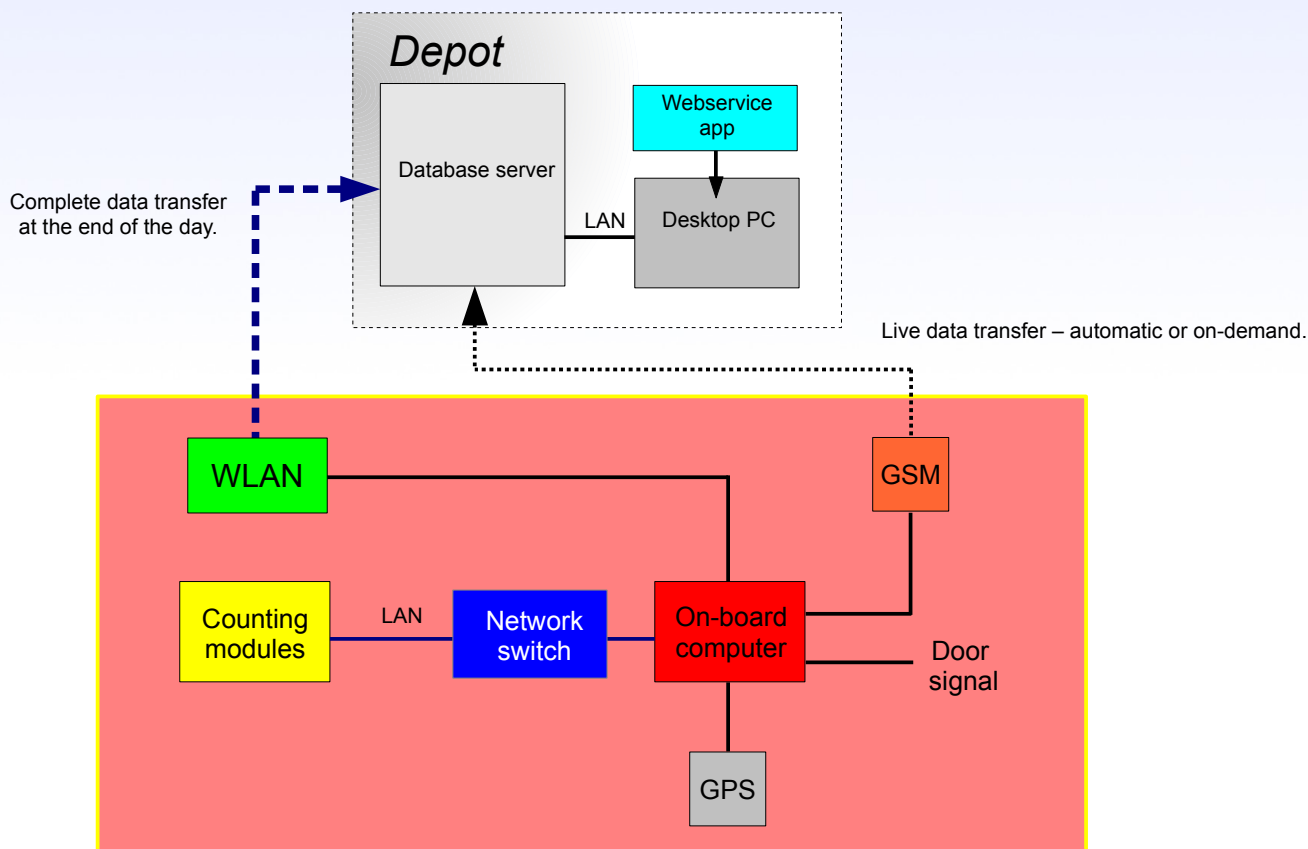 Depot
Webservice
app
Database server
LAN
Desktop PC
Complete data transfer
at the end of the day.
Live data transfer – automatic or on-demand.
WLAN
GSM
Counting
modules
LAN
Network
switch
On-board
computer
Door
signal
GPS